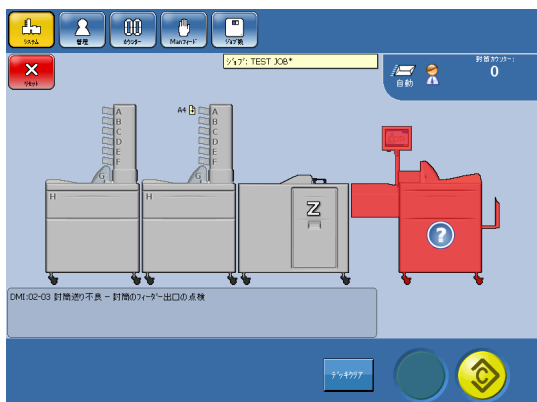 システム
管理
カウンター
Manフィード
ジョブ製
リセット
ジョブ: TEST JOB*
自動
封筒カウンター:
0
A4
A
B
C
D
E
F
G
H
A
B
C
D
E
F
G
H
Z
?
DMI:02-03 封筒送り不良 - 封筒のフィーダー出口の点検
デッキクリア
C